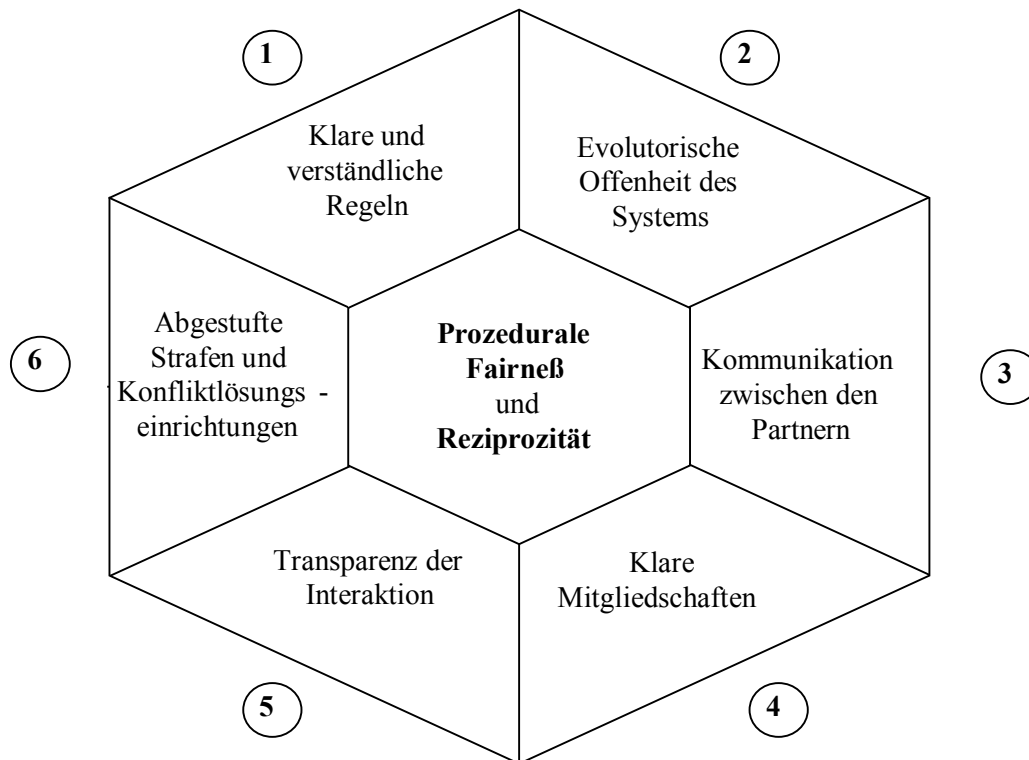 1
Klare und
verständliche
Regeln
2
Evolutorische
Offenheit des
Systems
6
Abgestufte
Strafen und
Konfliktlösungs -
einrichtungen
Prozedurale
Fairneß
und
Reziprozität
Kommunikation
zwischen den
Partnern
3
Transparenz der
Interaktion
5
Klare
Mitgliedschaften
4